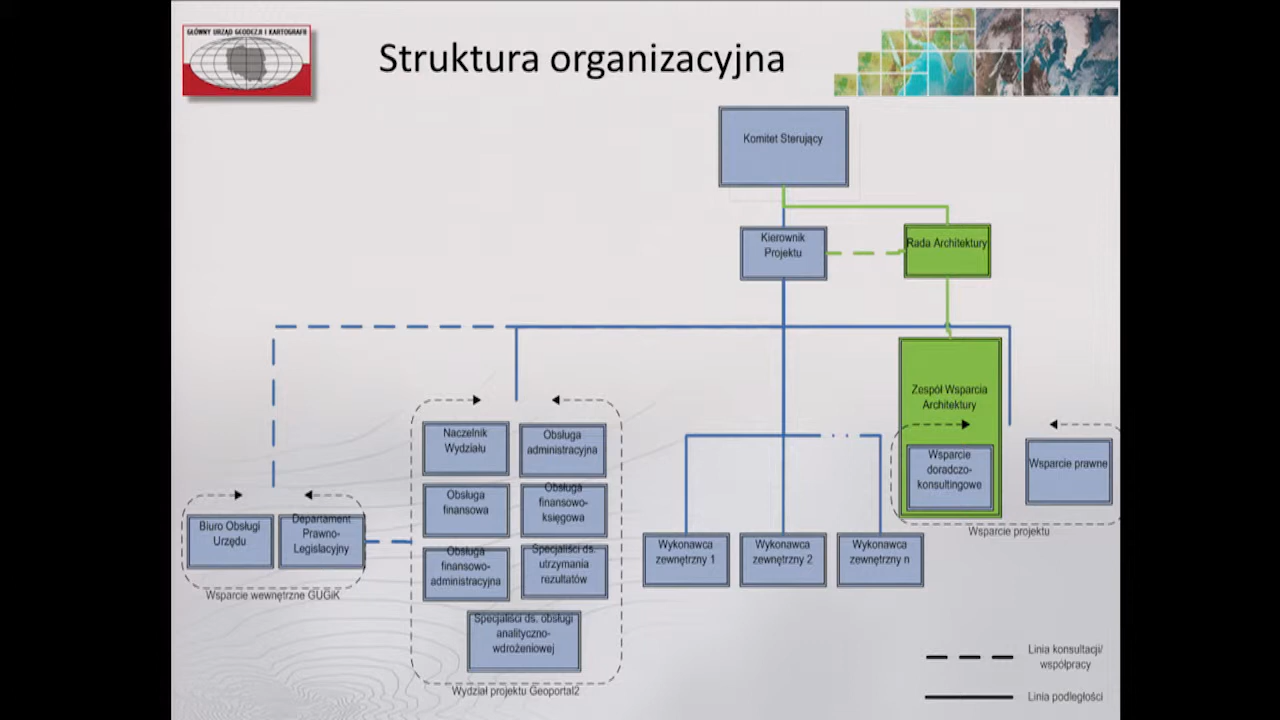 GŁÓWNY URZĄD GEODEZJI I KARTOGRAFII
Struktura organizacyjna
Komitet Sterujący
Kierownik
Projektu
Rada Architektury
Zespół Wsparcia
Architektury
Wsparcie
doradczo-
konsultingowe
Wsparcie prawne
Wsparcie projektu
Naczelnik
Wydziału
Obsługa
administracyjna
Obsługa
finansowa
Obsługa
finansowo-
księgowa
Obsługa
finansowo-
administracyjna
Specjaliści ds.
utrzymania
rezultatów
Specjaliści ds. obsługi
analityczno-
wdrożeniowej
Wydział projektu Geoportal2
Biuro Obsługi
Urzędu
Departament
Prawno-
Legislacyjny
Wsparcie wewnętrzne GUGiK
Wykonawca
zewnętrzny 1
Wykonawca
zewnętrzny 2
Wykonawca
zewnętrzny n
Linia konsultacji/
współpracy
Linia podległości